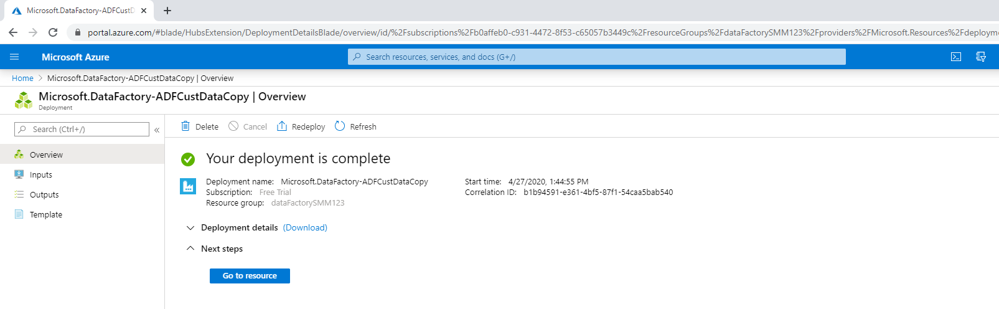 Microsoft.DataFactory-ADFCustD
portal.azure.com/#blade/HubsExtension/DeploymentDetailsBlade/overview/id/%2Fsubscriptions%2Fb0affeb0-c931-4472-8f53-c65057b3449c%2FresourceGroups%2FdataFactorySMM123%2Fproviders%2FMicrosoft.Resources%2Fdeploym
Microsoft Azure
Search resources, services, and docs (G+/)
Home > Microsoft.DataFactory-ADFCustDataCopy | Overview
Microsoft.DataFactory-ADFCustDataCopy | Overview
Deployment
Search (Ctrl+/)
«
Delete Cancel Redeploy Refresh
Overview
Inputs
Outputs
Template
Your deployment is complete
Deployment name: Microsoft.DataFactory-ADFCustDataCopy
Subscription: Free Trial
Resource group: dataFactorySMM123
Start time: 4/27/2020, 1:44:55 PM
Correlation ID: b1b94591-e361-4bf5-87f1-54caa5bab540
Deployment details (Download)
Next steps
Go to resource